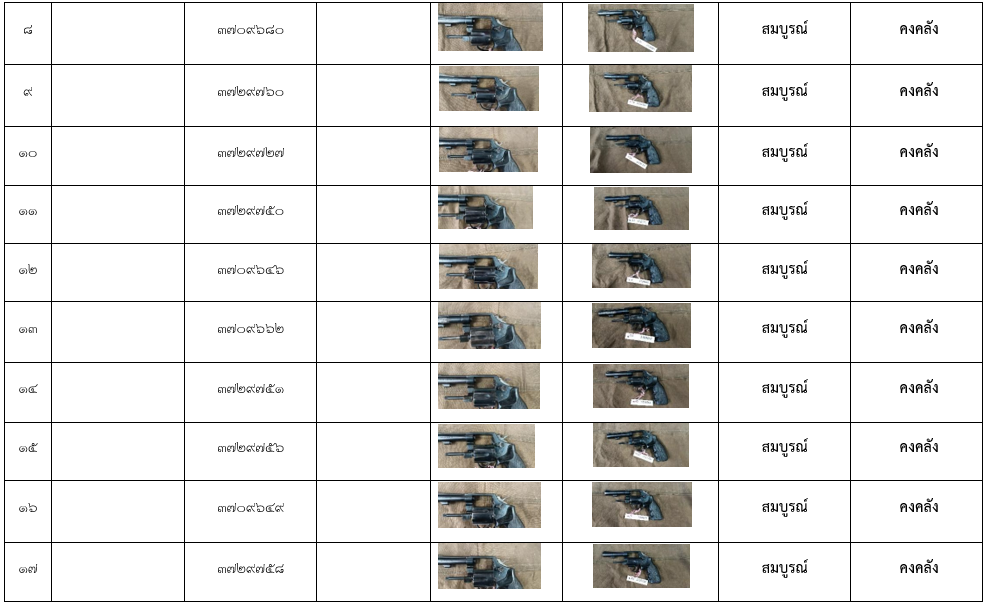 ๘ ๓๗๐๙๖๘๐ สมบูรณ์ คงคลัง
๙ ๓๗๒๙๗๖๐ สมบูรณ์ คงคลัง
๑๐ ๓๗๒๙๗๒๗ สมบูรณ์ คงคลัง
๑๑ ๓๗๒๙๗๕๐ สมบูรณ์ คงคลัง
๑๒ ๓๗๐๙๖๔๖ สมบูรณ์ คงคลัง
๑๓ ๓๗๐๙๖๖๒ สมบูรณ์ คงคลัง
๑๔ ๓๗๒๙๗๕๑ สมบูรณ์ คงคลัง
๑๕ ๓๗๒๙๗๕๖ สมบูรณ์ คงคลัง
๑๖ ๓๗๐๙๖๔๙ สมบูรณ์ คงคลัง
๑๗ ๓๗๒๙๗๕๘ สมบูรณ์ คงคลัง